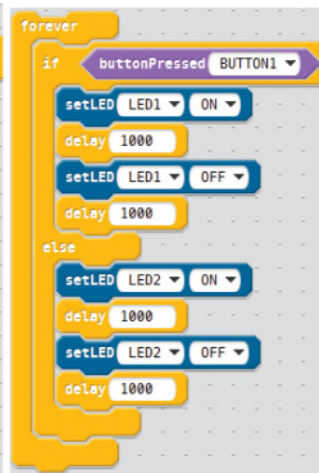 forever
if buttonPressed BUTTON1
setLED LED1 ON
delay 1000
setLED LED1 OFF
delay 1000
else
setLED LED2 ON
delay 1000
setLED LED2 OFF
delay 1000